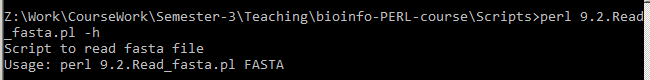 Z:\Work\CourseWork\Semester-3\Teaching\bioinfo-PERL-course\Scripts>perl 9.2.Read
_fasta.pl -h
Script to read fasta file
Usage: perl 9.2.Read_fasta.pl FASTA